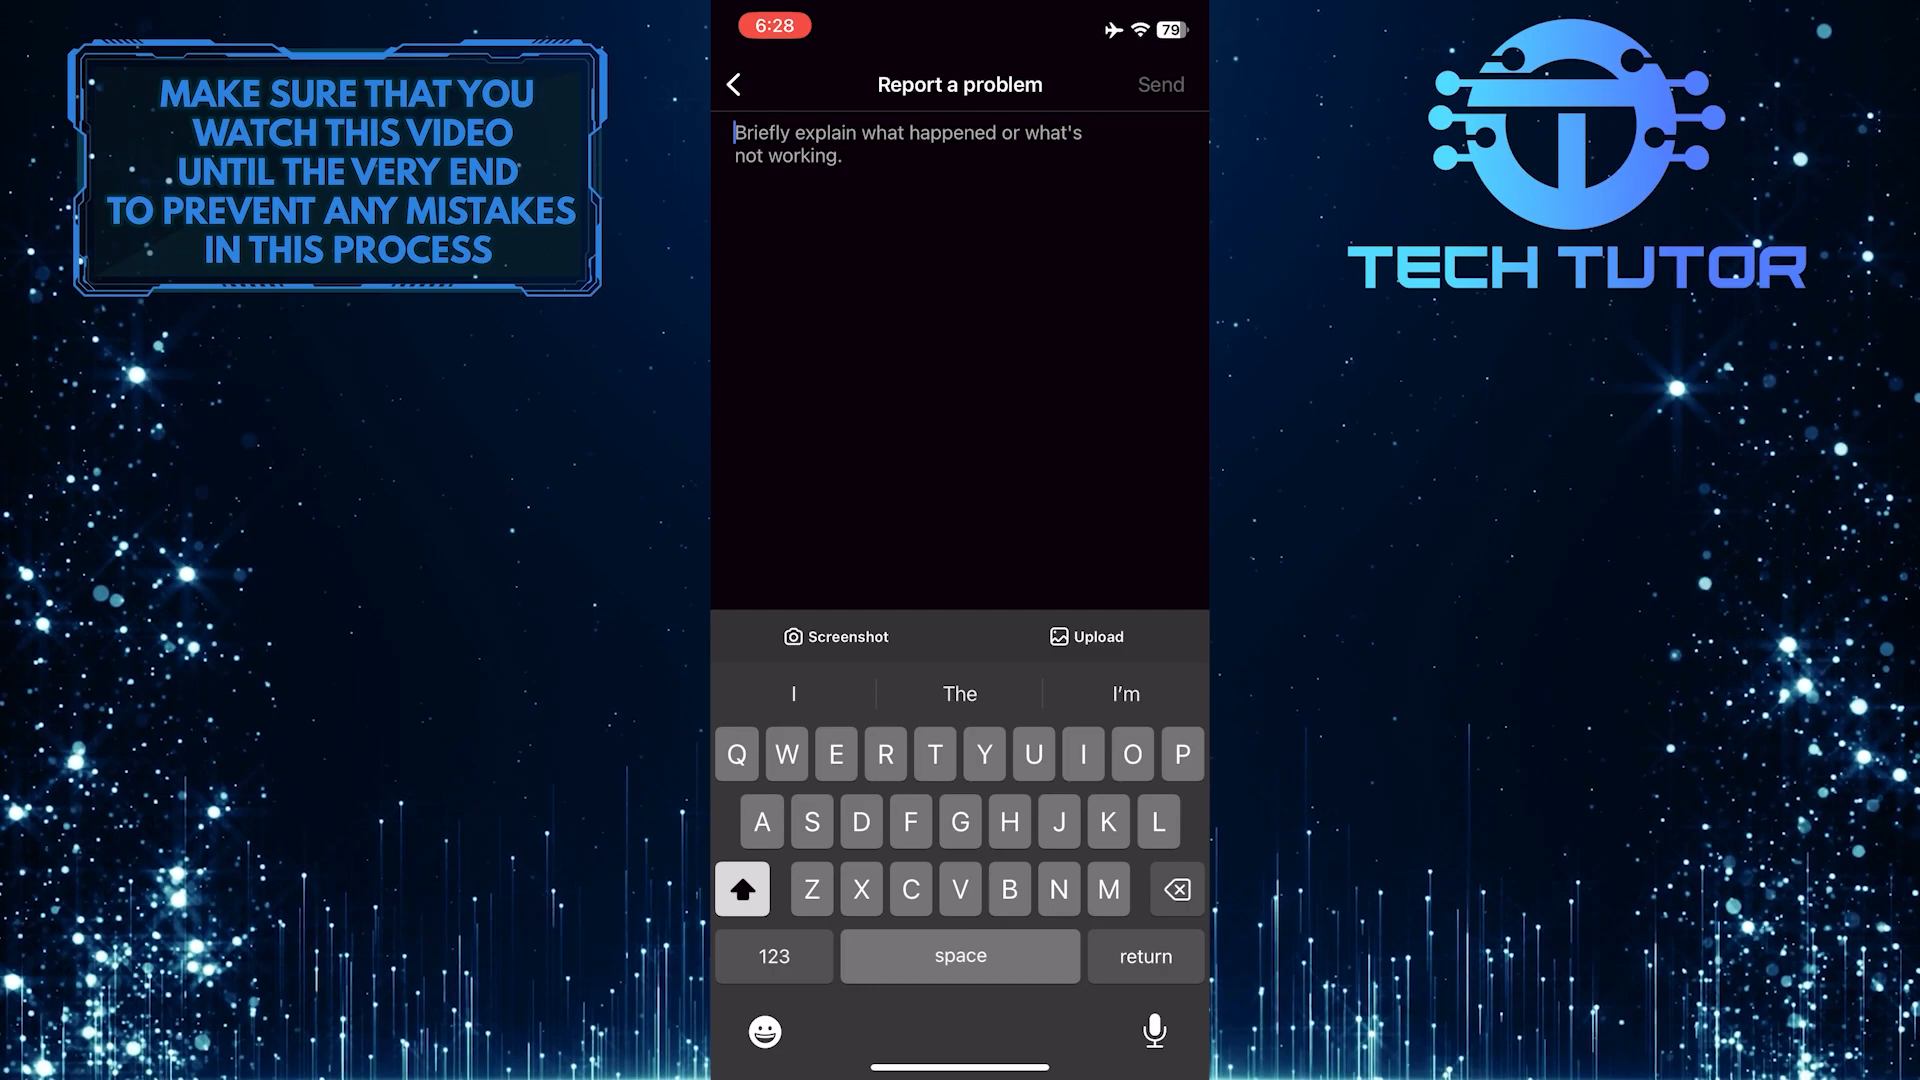 MAKE SURE THAT YOU
WATCH THIS VIDEO
UNTIL THE VERY END
TO PREVENT ANY MISTAKES
IN THIS PROCESS
6:28
79
Report a problem
Send
Briefly explain what happened or what's
not working.
Screenshot
Upload
I
The
I'm
Q W E R T Y U I O P
A S D F G H J K L
Z X C V B N M
123
space
return
TECH TUTOR